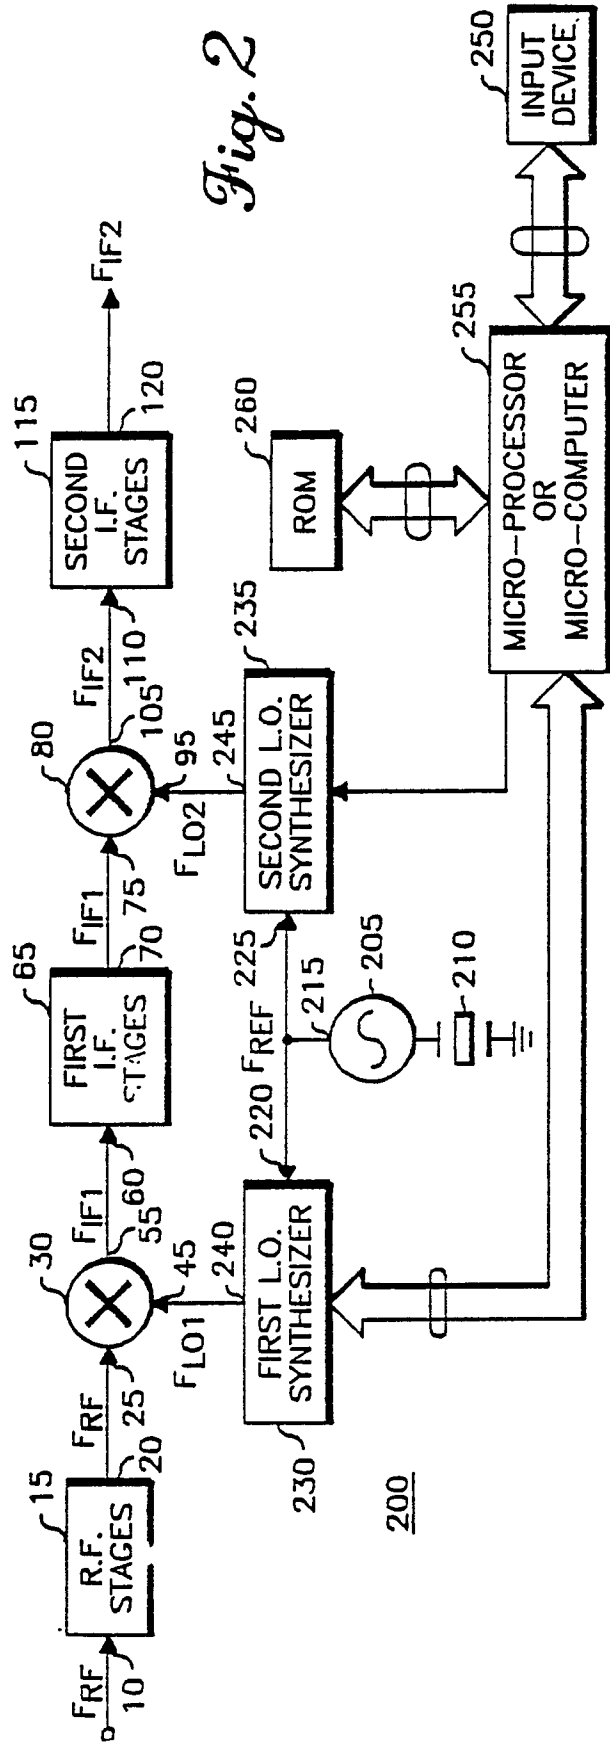 Fig. 2
15
30
65
80
115
F_RF
R.F.
STAGES
F_RF
F_IF1
FIRST
I.F.
STAGES
F_IF1
F_IF2
SECOND
I.F.
STAGES
F_IF2
10
20
25
45
55
60
70
75
95
105
110
120
F_LO1
F_LO2
240
245
220
F_REF
225
235
260
FIRST L.O.
SYNTHESIZER
215
SECOND L.O.
SYNTHESIZER
ROM
230
205
210
200
255
250
MICRO-PROCESSOR
OR
MICRO-COMPUTER
INPUT
DEVICE